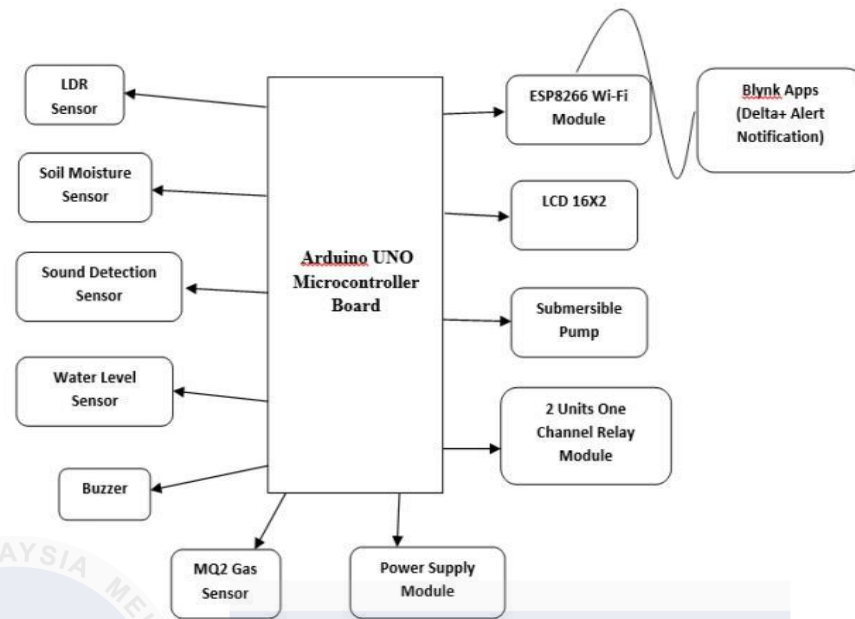 LDR
Sensor
Soil Moisture
Sensor
Sound Detection
Sensor
Water Level
Sensor
Buzzer
MQ2 Gas
Sensor
Power Supply
Module
Arduino UNO
Microcontroller
Board
ESP8266 Wi-Fi
Module
Blynk Apps
(Delta+ Alert
Notification)
LCD 16X2
Submersible
Pump
2 Units One
Channel Relay
Module